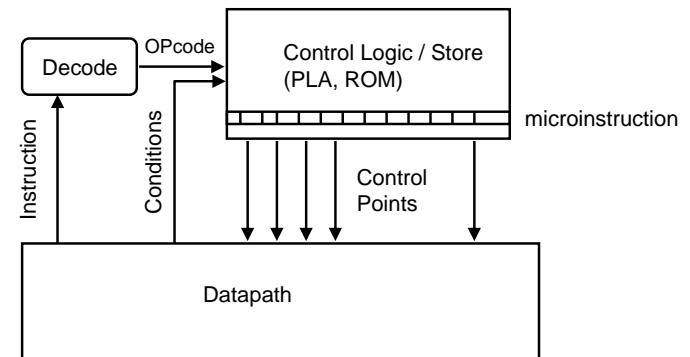 OPcode
Decode
Control Logic / Store
(PLA, ROM)
microinstruction
Instruction
Conditions
Control
Points
Datapath